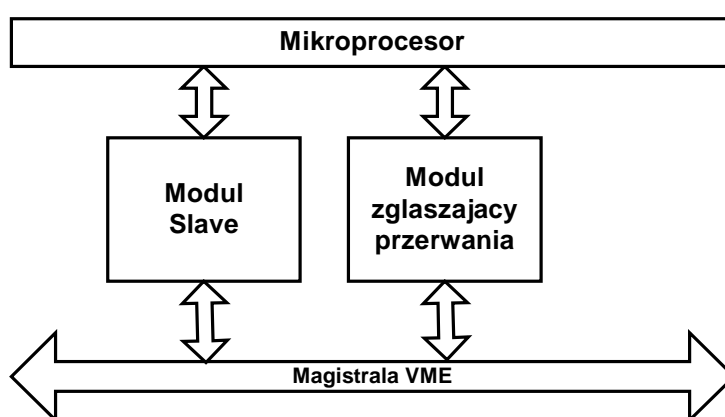 Mikroprocesor
Modul
Slave
Modul
zglaszajacy
przerwania
Magistrala VME